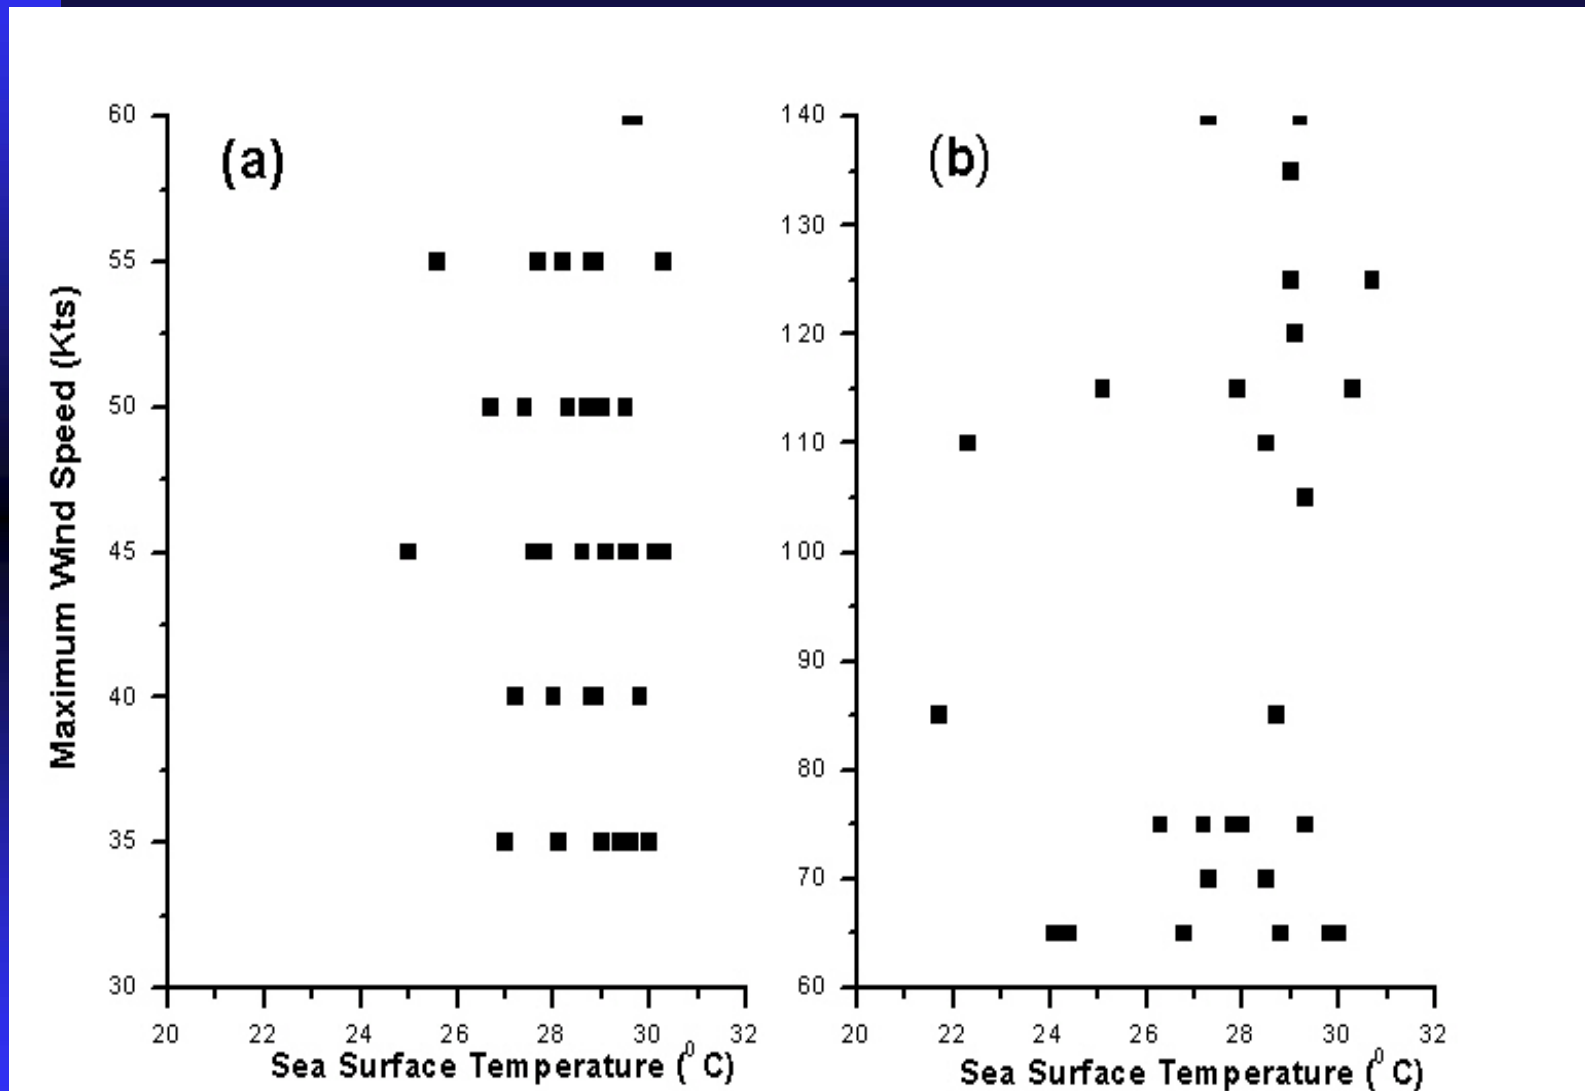 (a)
60
55
50
45
40
35
30
Maximum Wind Speed (Kts)
20 22 24 26 28 30 32
Sea Surface Temperature (⁰ C)
(b)
140
130
120
110
100
90
80
70
60
20 22 24 26 28 30 32
Sea Surface Temperature (⁰ C)